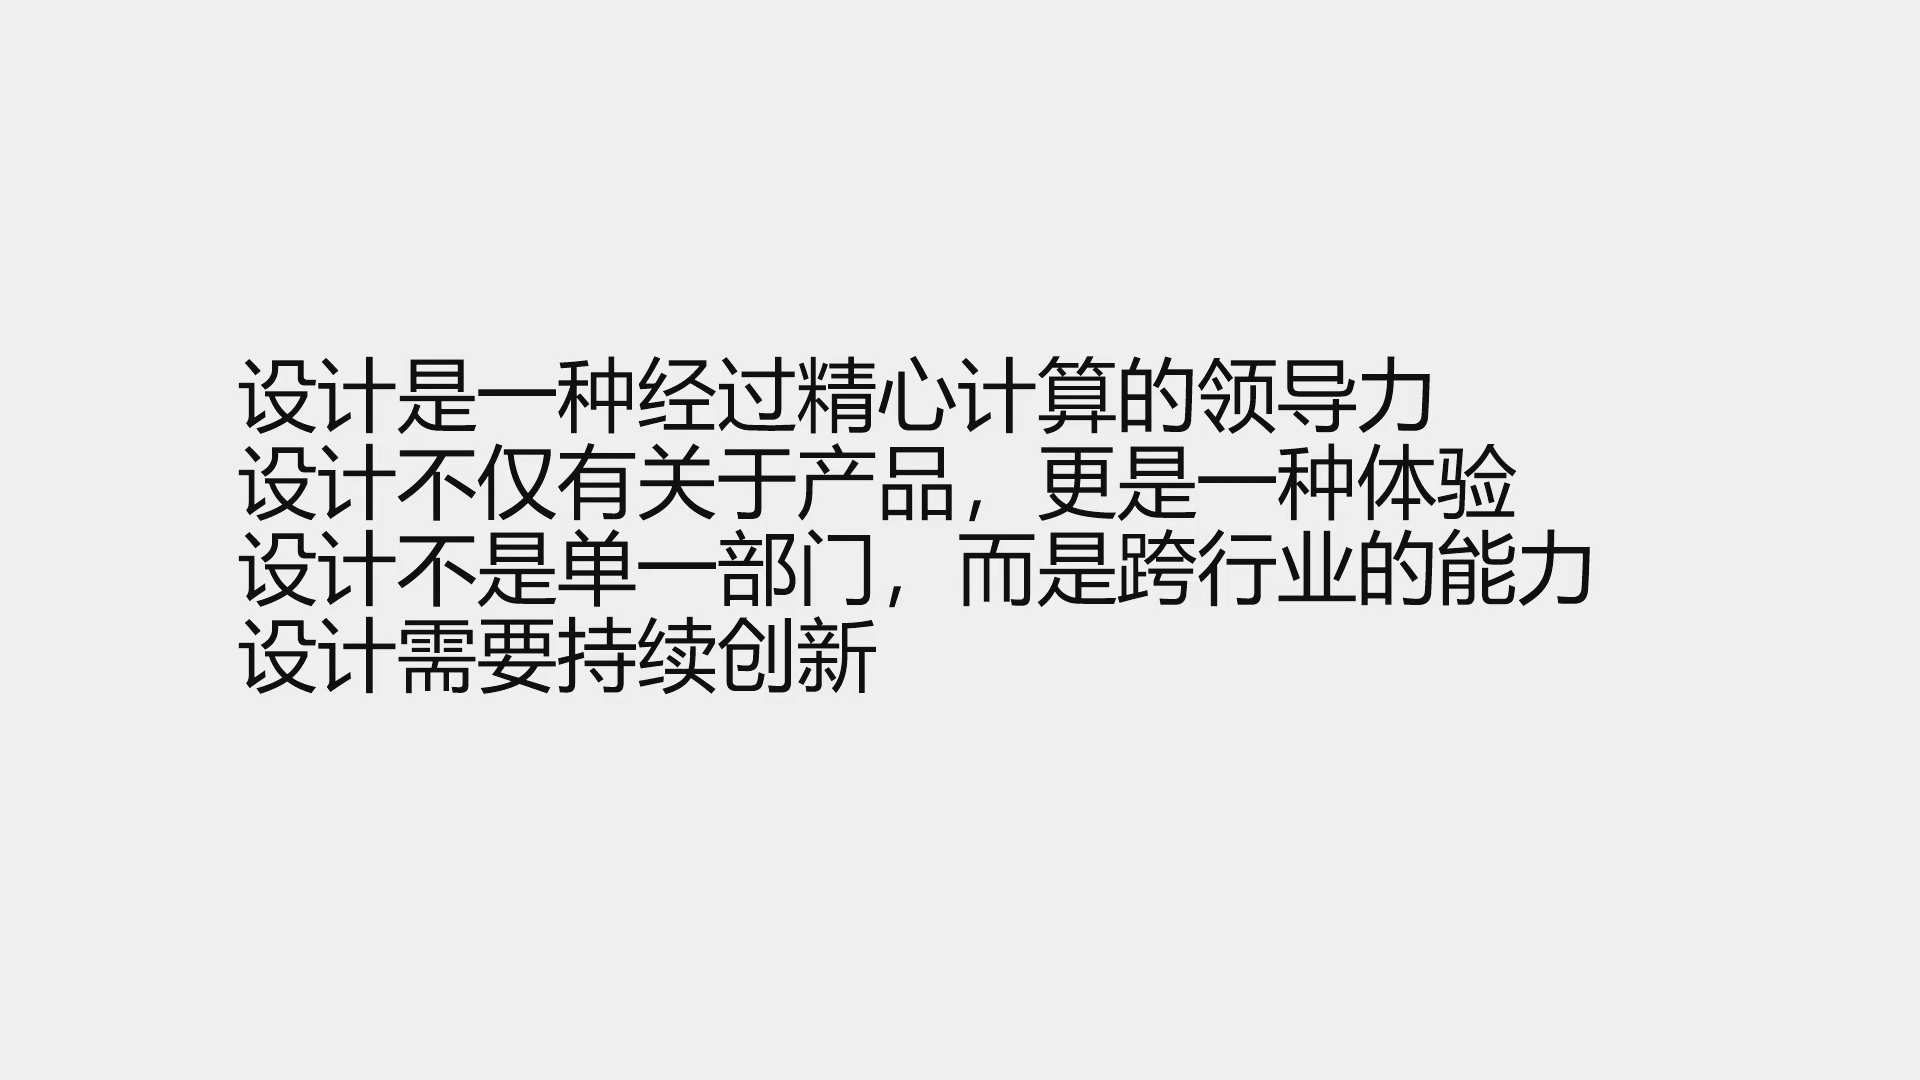 设计是一种经过精心计算的领导力
设计不仅有关于产品，更是一种体验
设计不是单一部门，而是跨行业的能力
设计需要持续创新